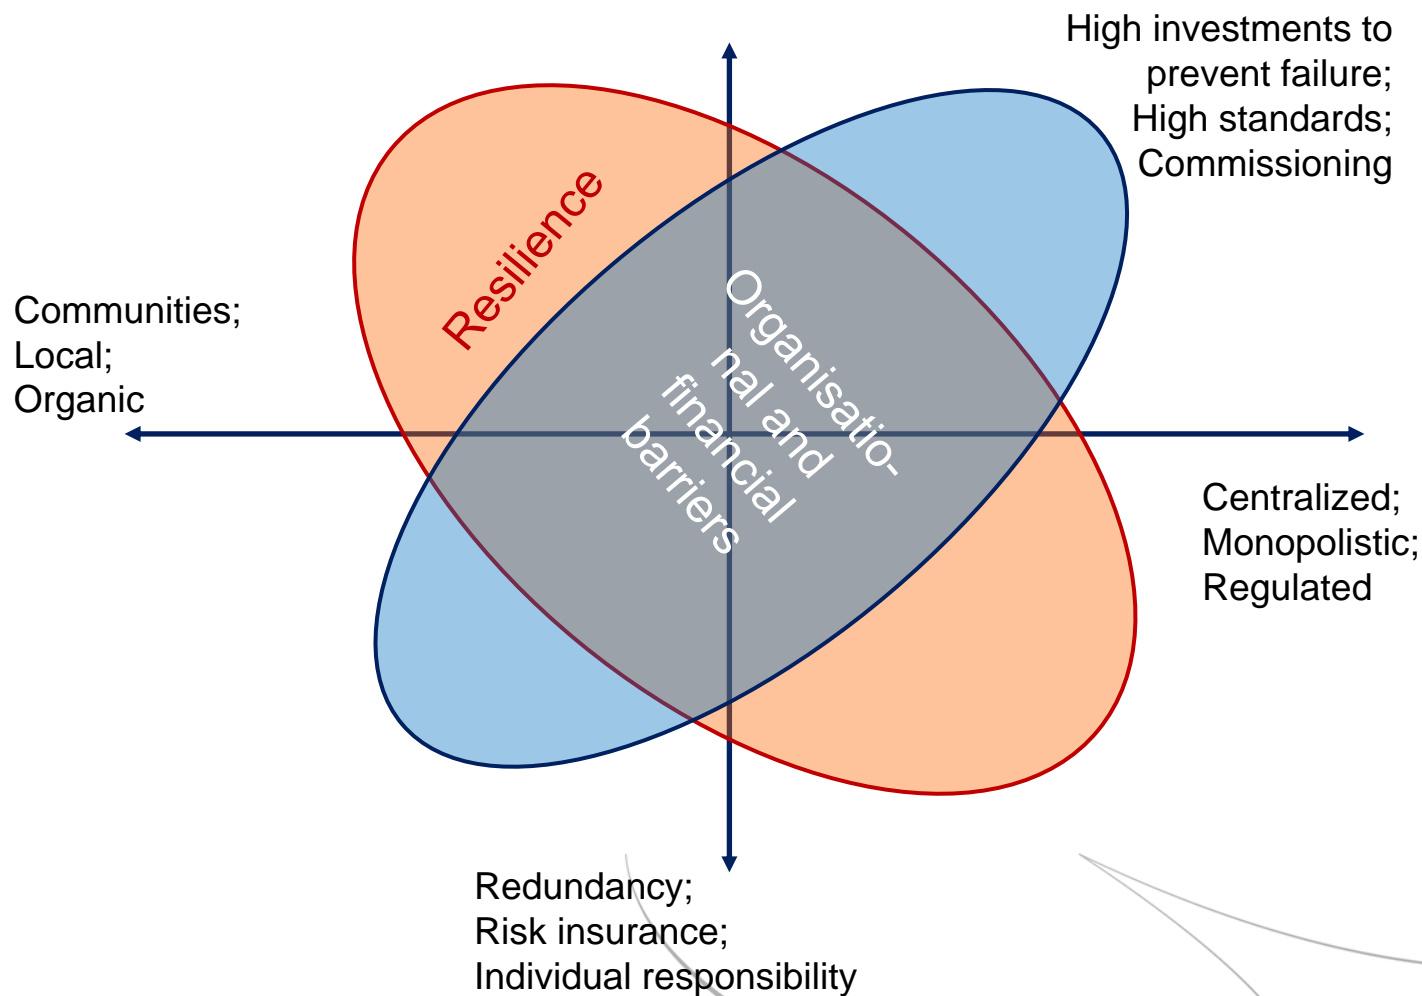 High investments to
prevent failure;
High standards;
Commissioning
Resilience
Communities;
Local;
Organic
Organisatio-
nal and
financial
barriers
Centralized;
Monopolistic;
Regulated
Redundancy;
Risk insurance;
Individual responsibility